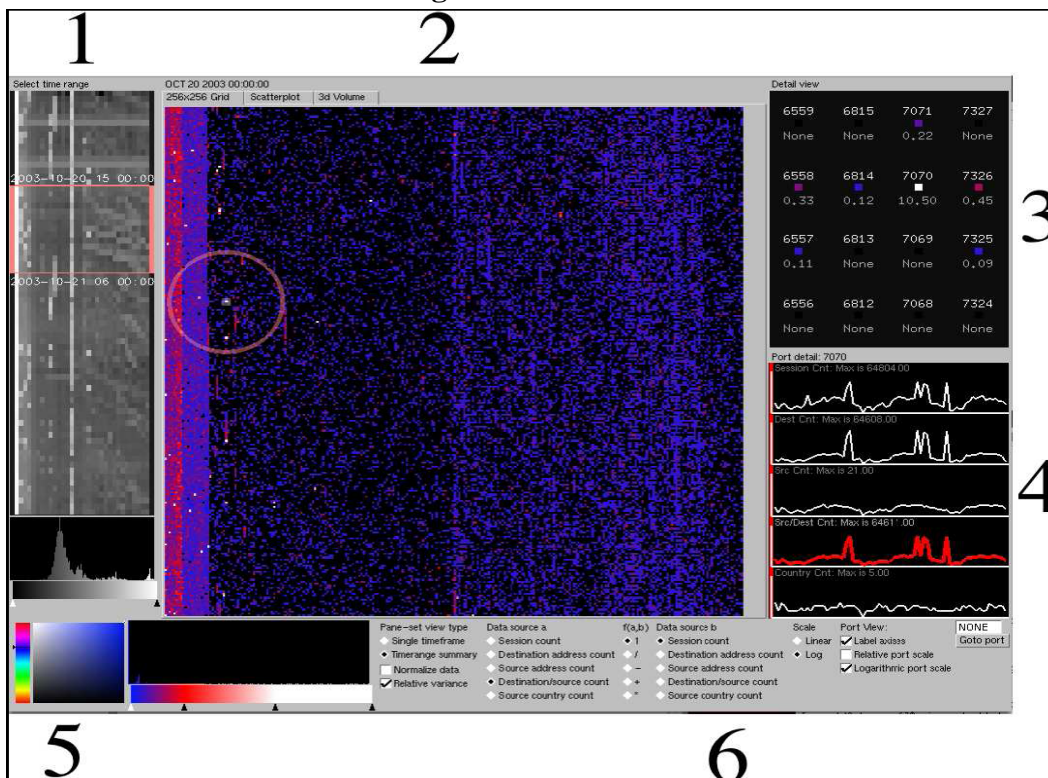 1
2
Select time range
OCT 20 2003 00:00:00
256x256 Grid Scatterplot 3d Volume
2003-10-20 15 00:00
2003-10-21 06 00:00
Detail view
6559 6815 7071 7327
None None 0.22 None
6558 6814 7070 7326
0.33 0.12 10.50 0.45
6557 6813 7069 7325
0.11 None None 0.09
6556 6812 7068 7324
None None None None
3
Port detail: 7070
Session Cnt: Max is 64804.00
Dest Cnt: Max is 64608.00
Src Cnt: Max is 21.00
Src/Dest Cnt: Max is 64611.00
Country Cnt: Max is 5.00
4
Pane-set view type
Single timeframe
Timerange summary
Normalize data
Relative variance
Data source a
Session count
Destination address count
Source address count
Destination/source count
Source country count
f(a,b)
1
/
-
+
*
Data source b
Session count
Destination address count
Source address count
Destination/source count
Source country count
Scale
Linear
Log
Port View:
Label axises
Relative port scale
Logarithmic port scale
NONE
Goto port
5
6